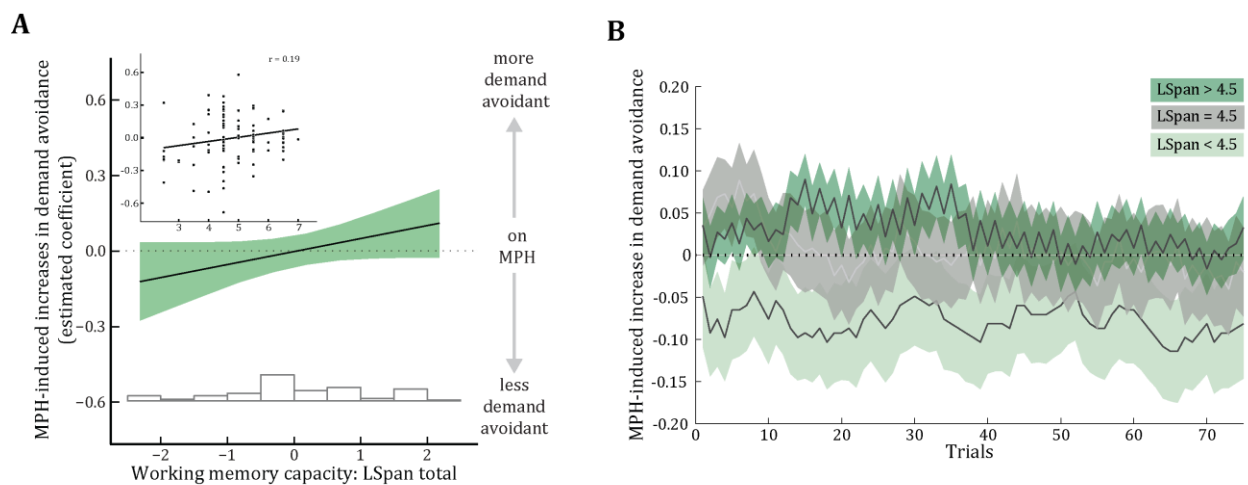 A
MPH-induced increases in demand avoidance
(estimated coefficient)
0.6
0.3
0.0
−0.3
−0.6
r = 0.19
0.6
0.3
0.0
-0.3
-0.6
3 4 5 6 7
more
demand
avoidant
on
MPH
less
demand
avoidant
−2 −1 0 1 2
Working memory capacity: LSpan total
B
MPH-induced increase in demand avoidance
0.20
0.15
0.10
0.05
0
-0.05
-0.10
-0.15
-0.20
LSpan > 4.5
LSpan = 4.5
LSpan < 4.5
0 10 20 30 40 50 60 70
Trials